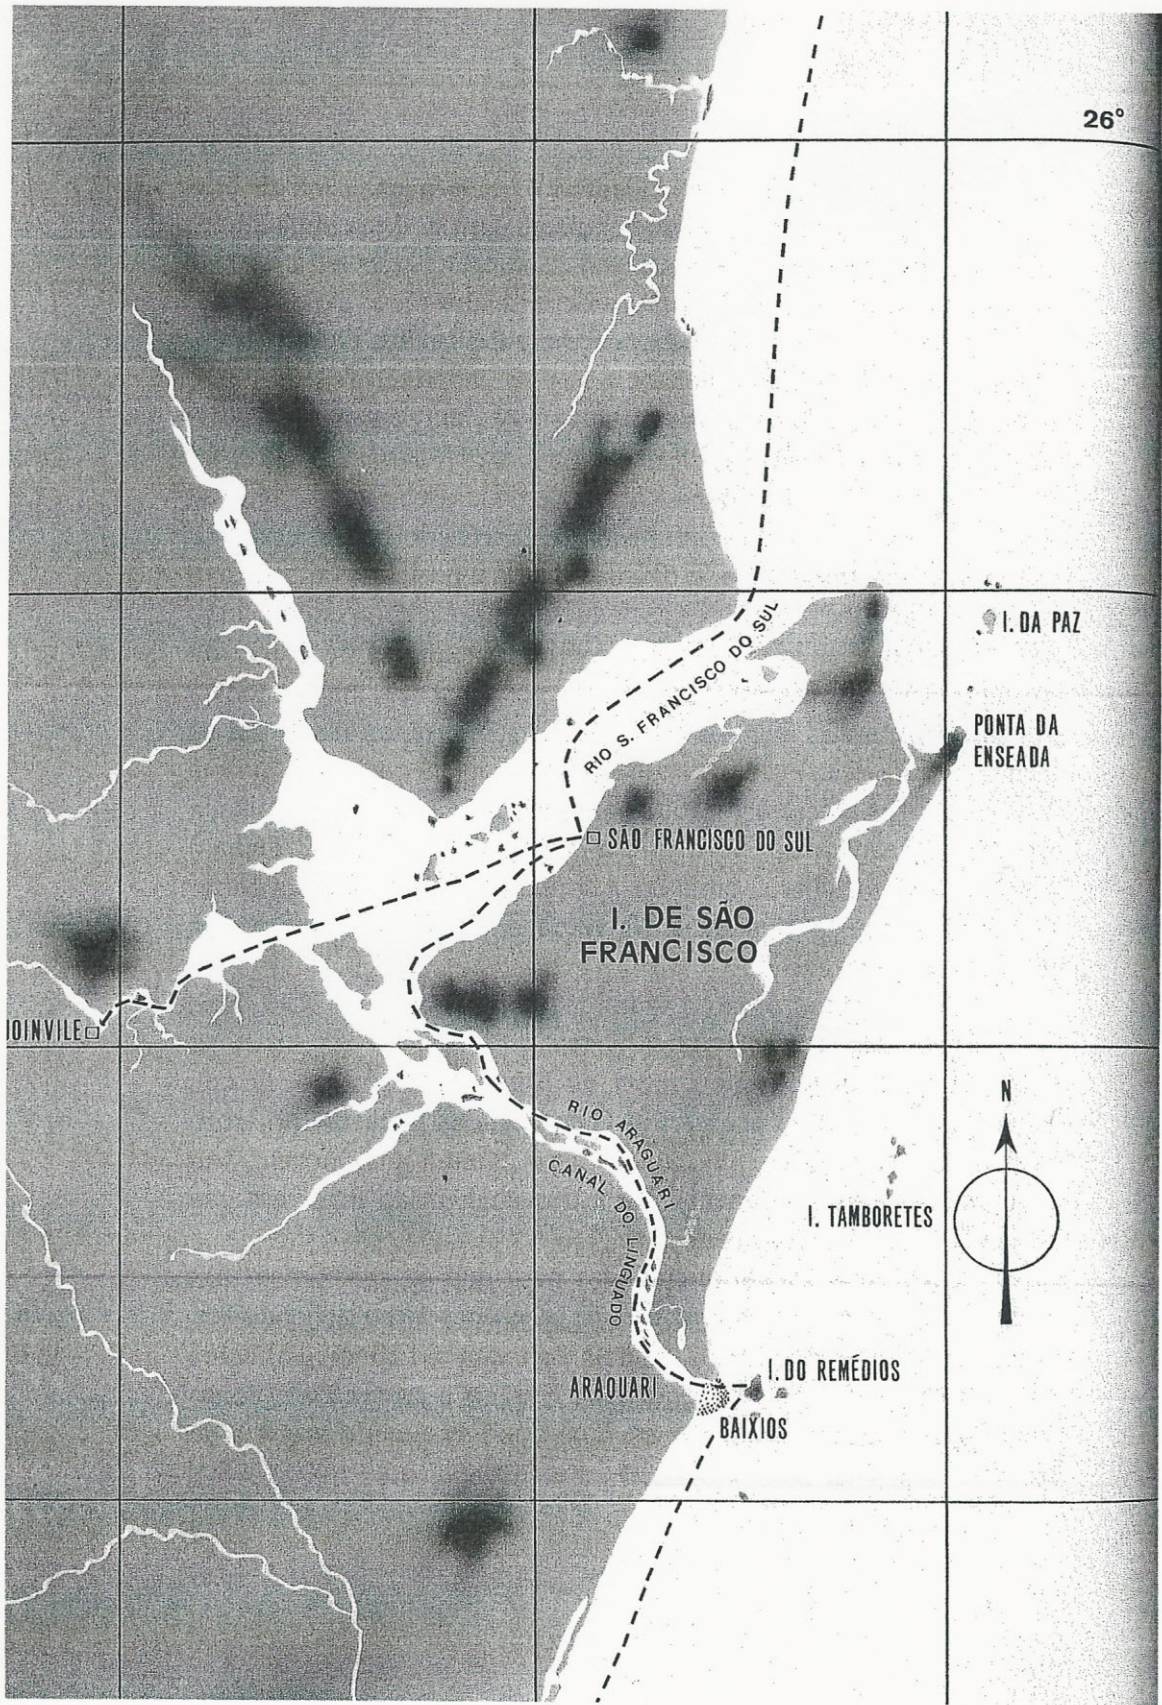 26°
I. DA PAZ
RIO S. FRANCISCO DO SUL
PONTA DA
ENSEADA
SÃO FRANCISCO DO SUL
I. DE SÃO
FRANCISCO
JOINVILE
N
RIO ARAQUARI
CANAL DO LINGUADO
I. TAMBORETES
I. DO REMÉDIOS
ARAQUARI
BAIXIOS